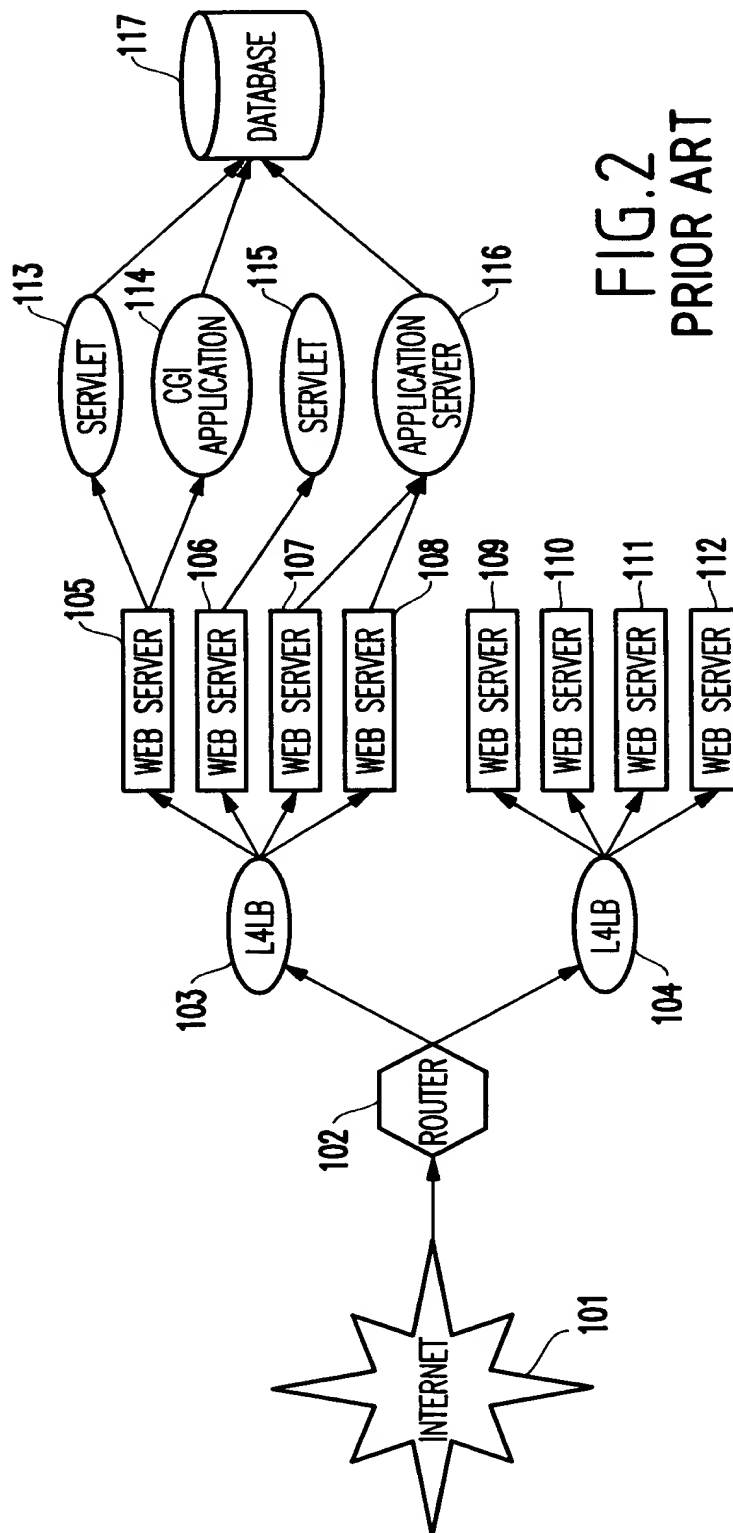 101
INTERNET
102
ROUTER
103
L4LB
104
L4LB
105
WEB SERVER
106
WEB SERVER
107
WEB SERVER
108
WEB SERVER
109
WEB SERVER
110
WEB SERVER
111
WEB SERVER
112
WEB SERVER
113
SERVLET
114
CGI
APPLICATION
115
SERVLET
116
APPLICATION
SERVER
117
DATABASE
FIG.2
PRIOR ART